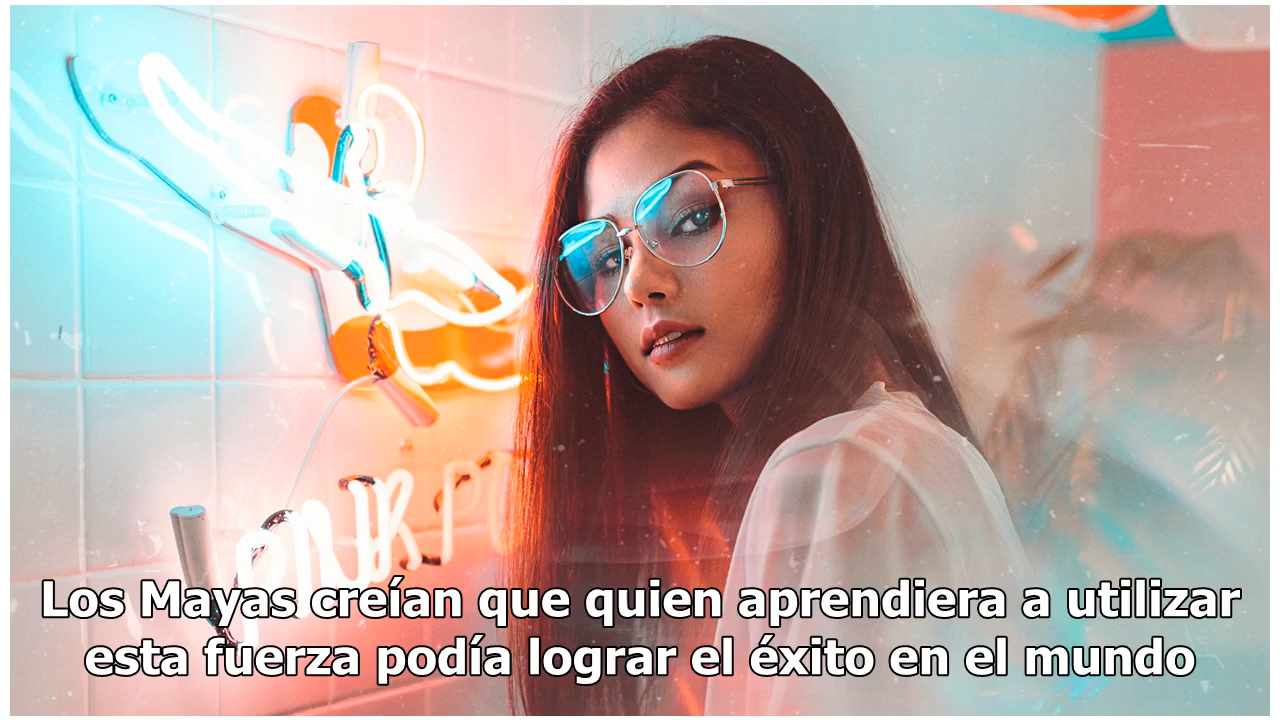 Los Mayas creían que quien aprendiera a utilizar
esta fuerza podía lograr el éxito en el mundo